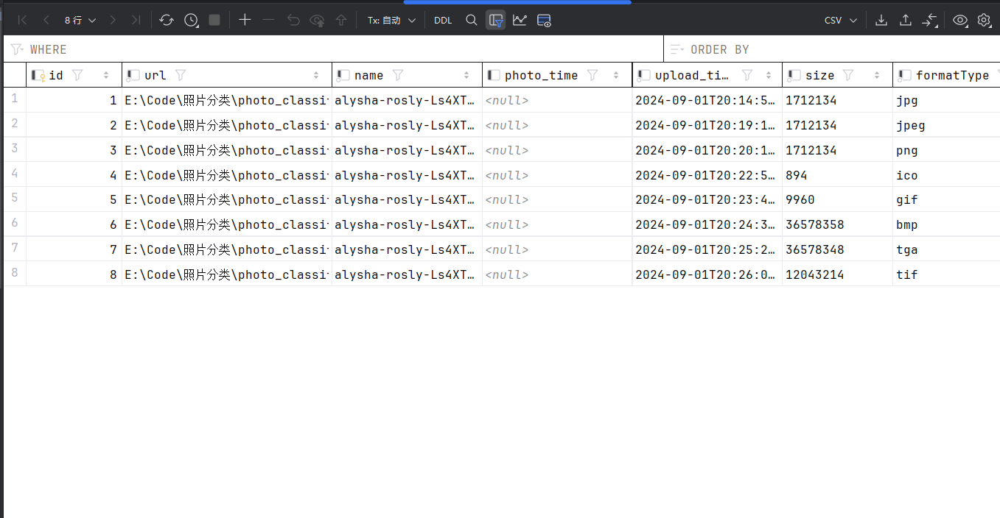 8 行 Tx: 自动 DDL CSV
WHERE ORDER BY
id url name photo_time upload_ti… size formatType
1 1 E:\Code\照片分类\photo_classi alysha-rosly-Ls4XT… <null> 2024-09-01T20:14:5… 1712134 jpg
2 2 E:\Code\照片分类\photo_classi alysha-rosly-Ls4XT… <null> 2024-09-01T20:19:1… 1712134 jpeg
3 3 E:\Code\照片分类\photo_classi alysha-rosly-Ls4XT… <null> 2024-09-01T20:20:1… 1712134 png
4 4 E:\Code\照片分类\photo_classi alysha-rosly-Ls4XT… <null> 2024-09-01T20:22:5… 894 ico
5 5 E:\Code\照片分类\photo_classi alysha-rosly-Ls4XT… <null> 2024-09-01T20:23:4… 9960 gif
6 6 E:\Code\照片分类\photo_classi alysha-rosly-Ls4XT… <null> 2024-09-01T20:24:3… 36578358 bmp
7 7 E:\Code\照片分类\photo_classi alysha-rosly-Ls4XT… <null> 2024-09-01T20:25:2… 36578348 tga
8 8 E:\Code\照片分类\photo_classi alysha-rosly-Ls4XT… <null> 2024-09-01T20:26:0… 12043214 tif